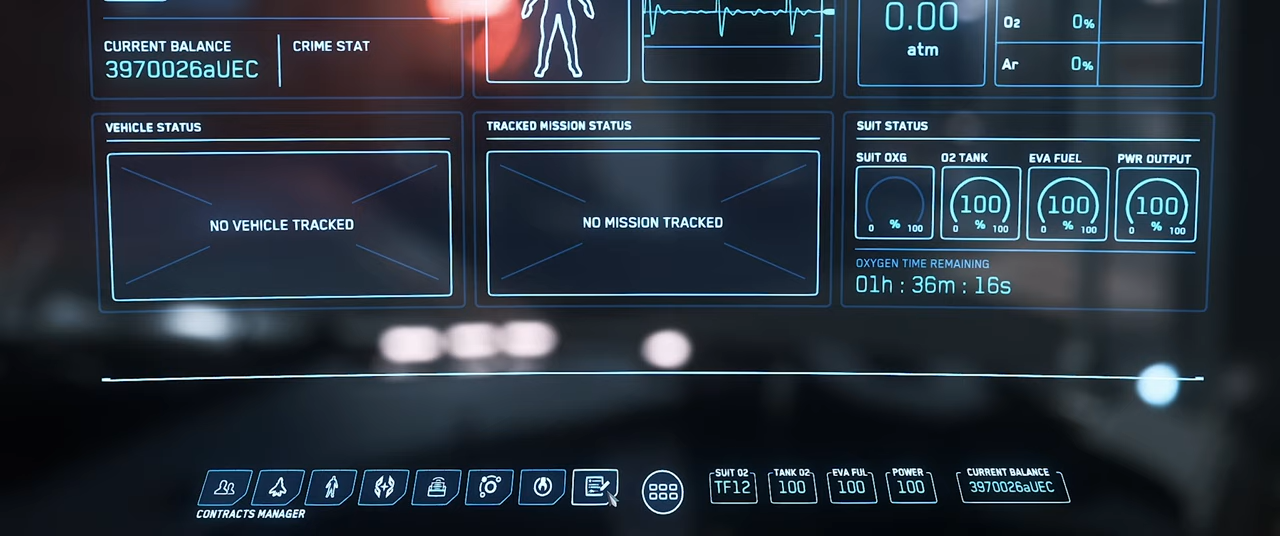 0.00
atm
O2 0%
Ar 0%
CURRENT BALANCE
3970026aUEC
CRIME STAT
VEHICLE STATUS
NO VEHICLE TRACKED
TRACKED MISSION STATUS
NO MISSION TRACKED
SUIT STATUS
SUIT OXG O2 TANK EVA FUEL PWR OUTPUT
100 100 100
% % % %
0 100 0 100 0 100 0 100
OXYGEN TIME REMAINING
01h : 36m : 16s
CONTRACTS MANAGER
SUIT O2 TANK O2 EVA FUL POWER CURRENT BALANCE
TF12 100 100 100 3970026aUEC